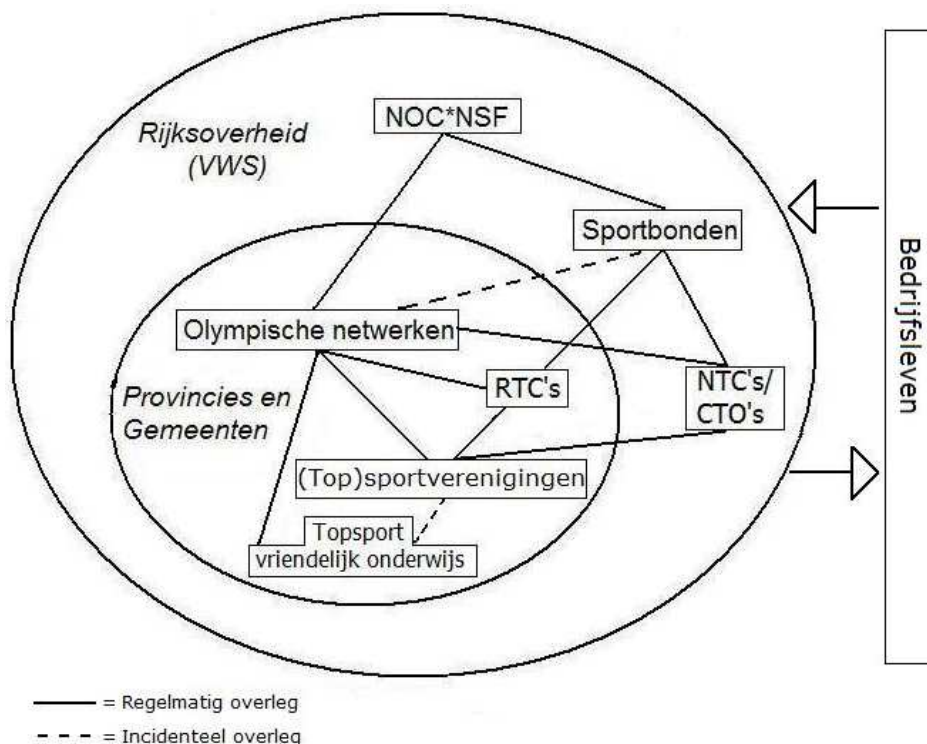 NOC*NSF
Rijksoverheid
(VWS)
Sportbonden
Bedrijfsleven
Olympische netwerken
RTC's
NTC's/
CTO's
Provincies en
Gemeenten
(Top)sportverenigingen
Topsport
vriendelijk onderwijs
= Regelmatig overleg
= Incidenteel overleg